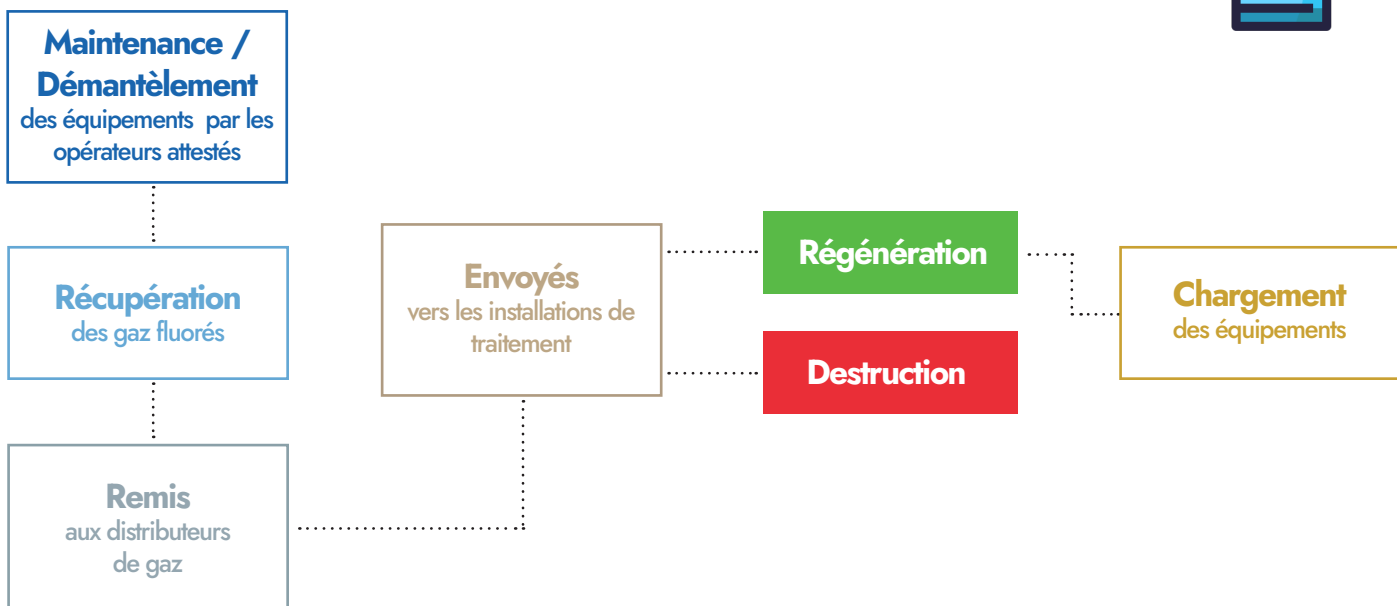 Maintenance /
Démantèlement
des équipements par les
opérateurs attestés
Récupération
des gaz fluorés
Remis
aux distributeurs
de gaz
Envoyés
vers les installations de
traitement
Régénération
Destruction
Chargement
des équipements